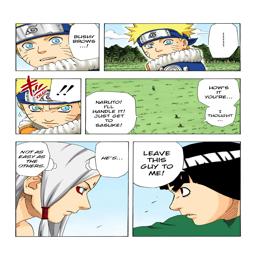 BUSHY
BROWS
...!
HOW'S
IT
YOU'RE...
I
THOUGHT
...
NARUTO!
I'LL
HANDLE IT!
JUST GET
TO
SASUKE!
!!
LEAVE
THIS
GUY TO
ME!
HE'S...
NOT AS
EASY AS
THE
OTHERS.